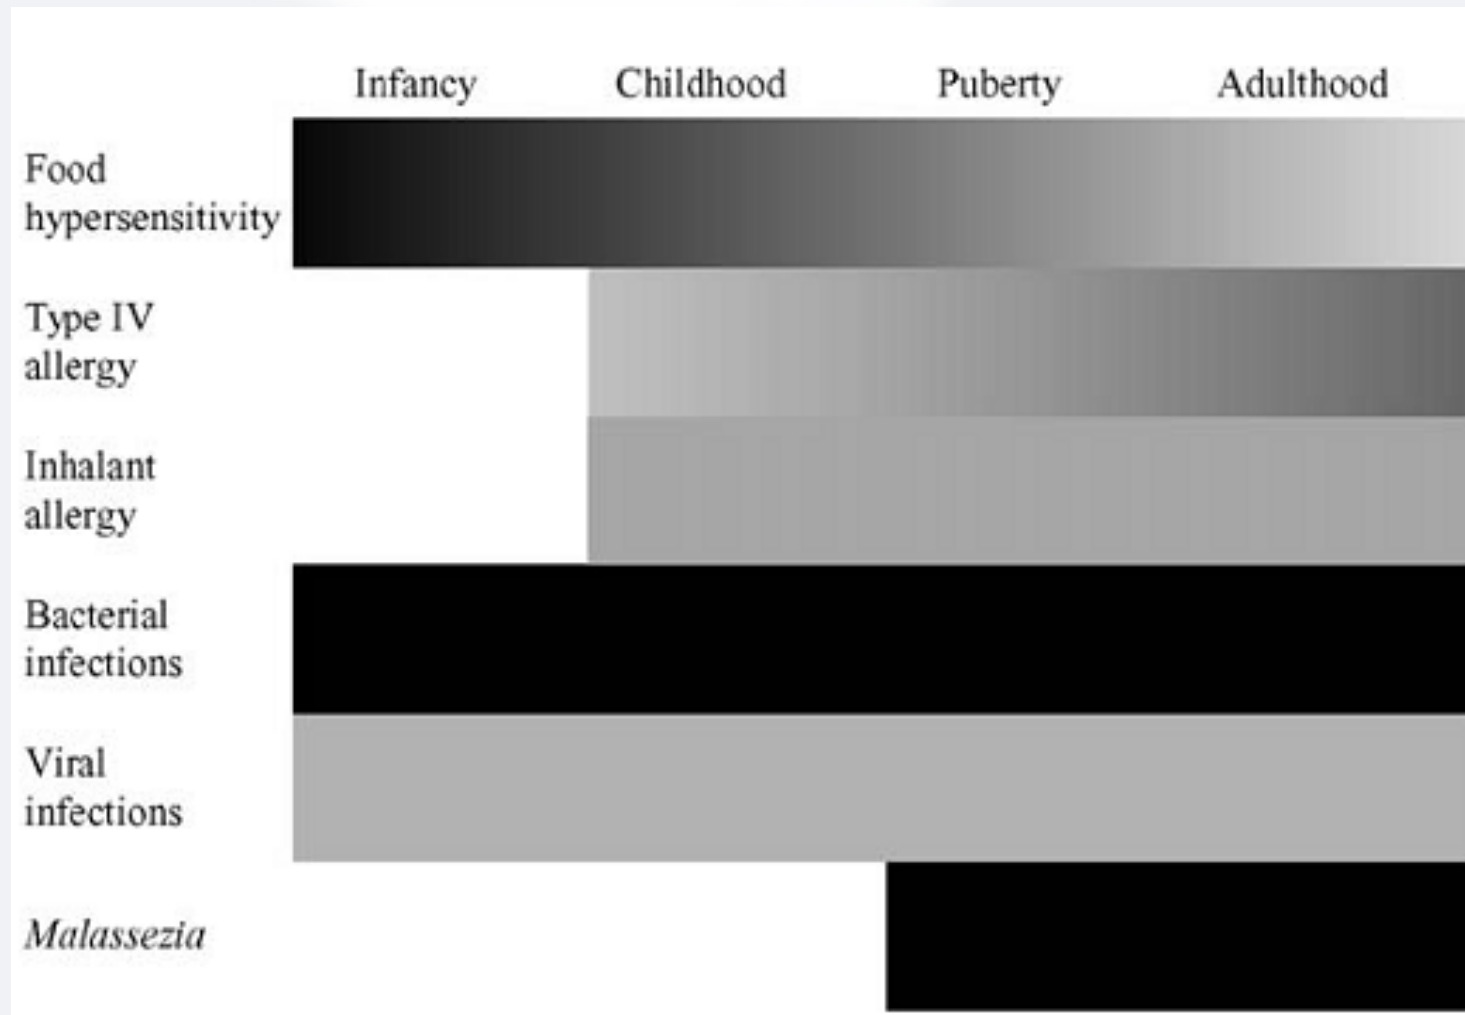 Infancy Childhood Puberty Adulthood
Food
hypersensitivity
Type IV
allergy
Inhalant
allergy
Bacterial
infections
Viral
infections
Malassezia